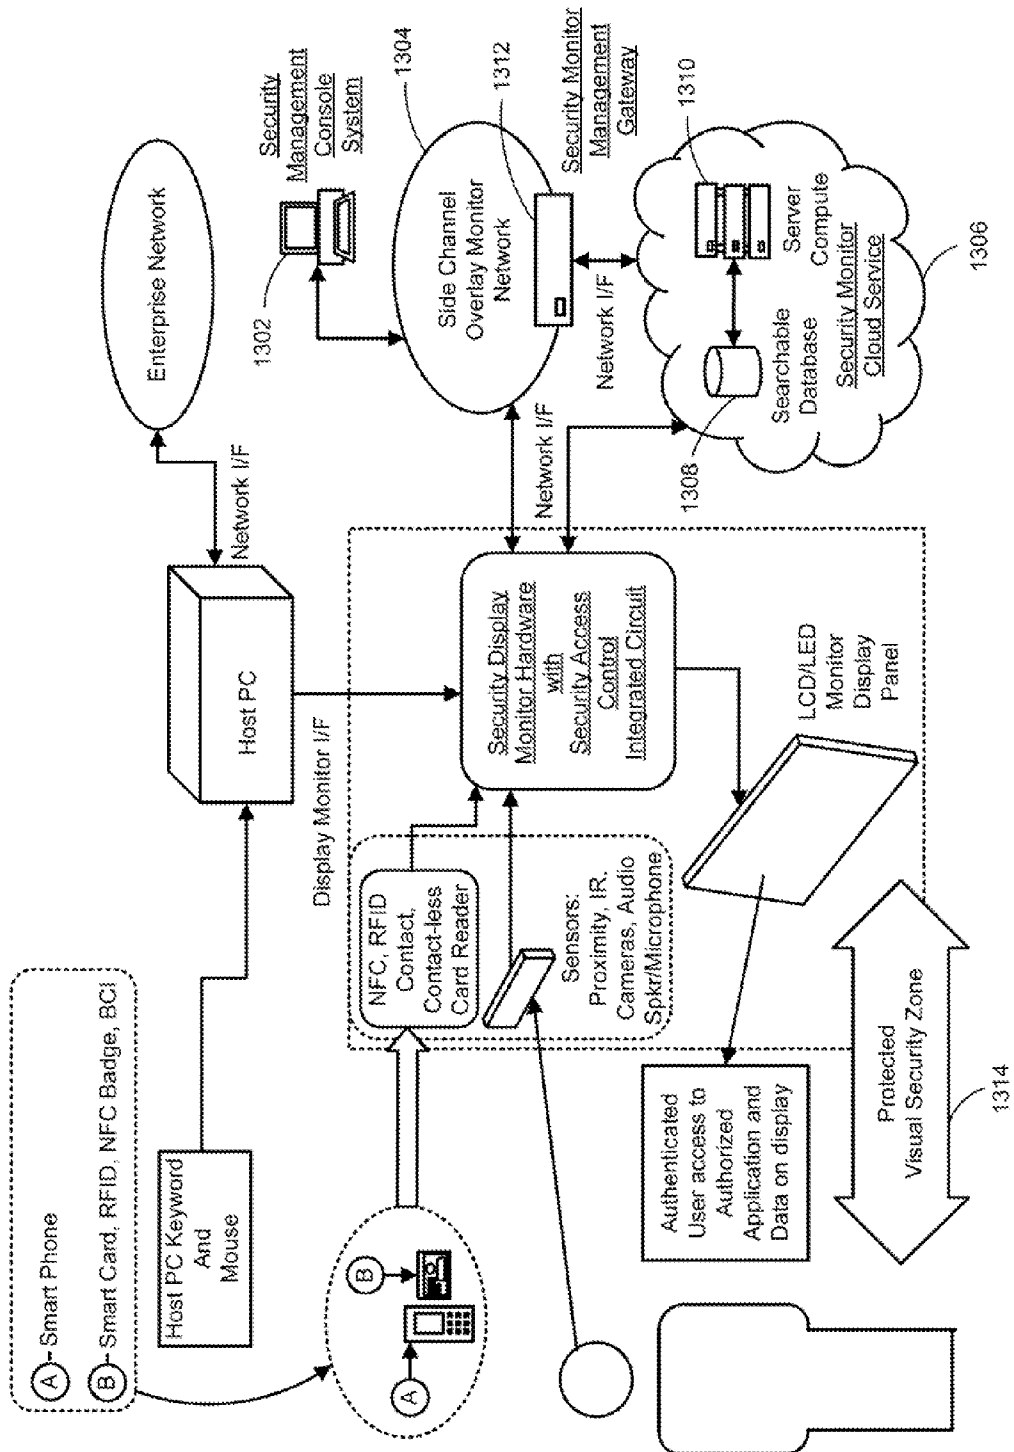 A
- Smart Phone
B
- Smart Card, RFID, NFC Badge, BCI
Host PC Keyword
And
Mouse
Host PC
Network I/F
Enterprise Network
B
A
Display Monitor I/F
NFC, RFID
Contact,
Contact-less
Card Reader
Sensors:
Proximity, IR,
Cameras, Audio
Spkr/Microphone
Security Display
Monitor Hardware
with
Security Access
Control
Integrated Circuit
Network I/F
1302
Security
Management
Console
System
1304
Side Channel
Overlay Monitor
Network
1312
Security Monitor
Management
Gateway
Network I/F
1308
Searchable
Database
1310
Server
Compute
Security Monitor
Cloud Service
1306
LCD/LED
Monitor
Display
Panel
Authenticated
User access to
Authorized
Application and
Data on display
Protected
Visual Security Zone
1314